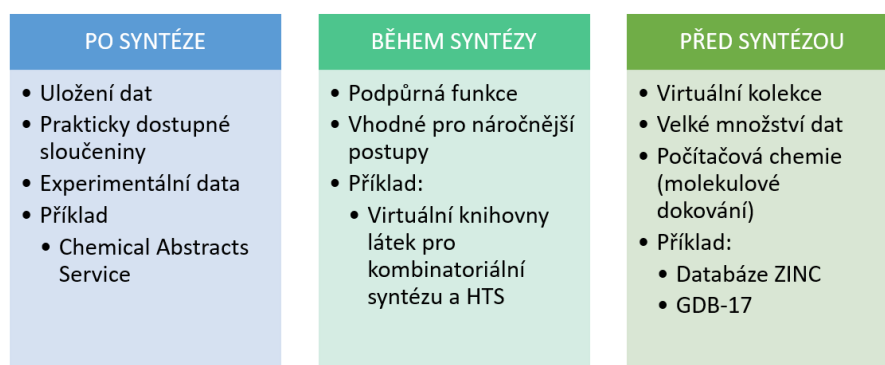 PO SYNTÉZE
• Uložení dat
• Prakticky dostupné
sloučeniny
• Experimentální data
• Příklad
• Chemical Abstracts
Service
BĚHEM SYNTÉZY
• Podpůrná funkce
• Vhodné pro náročnější
postupy
• Příklad:
• Virtuální knihovny
látek pro
kombinatoriální
syntézu a HTS
PŘED SYNTÉZOU
• Virtuální kolekce
• Velké množství dat
• Počítačová chemie
(molekulové
dokování)
• Příklad:
• Databáze ZINC
• GDB-17